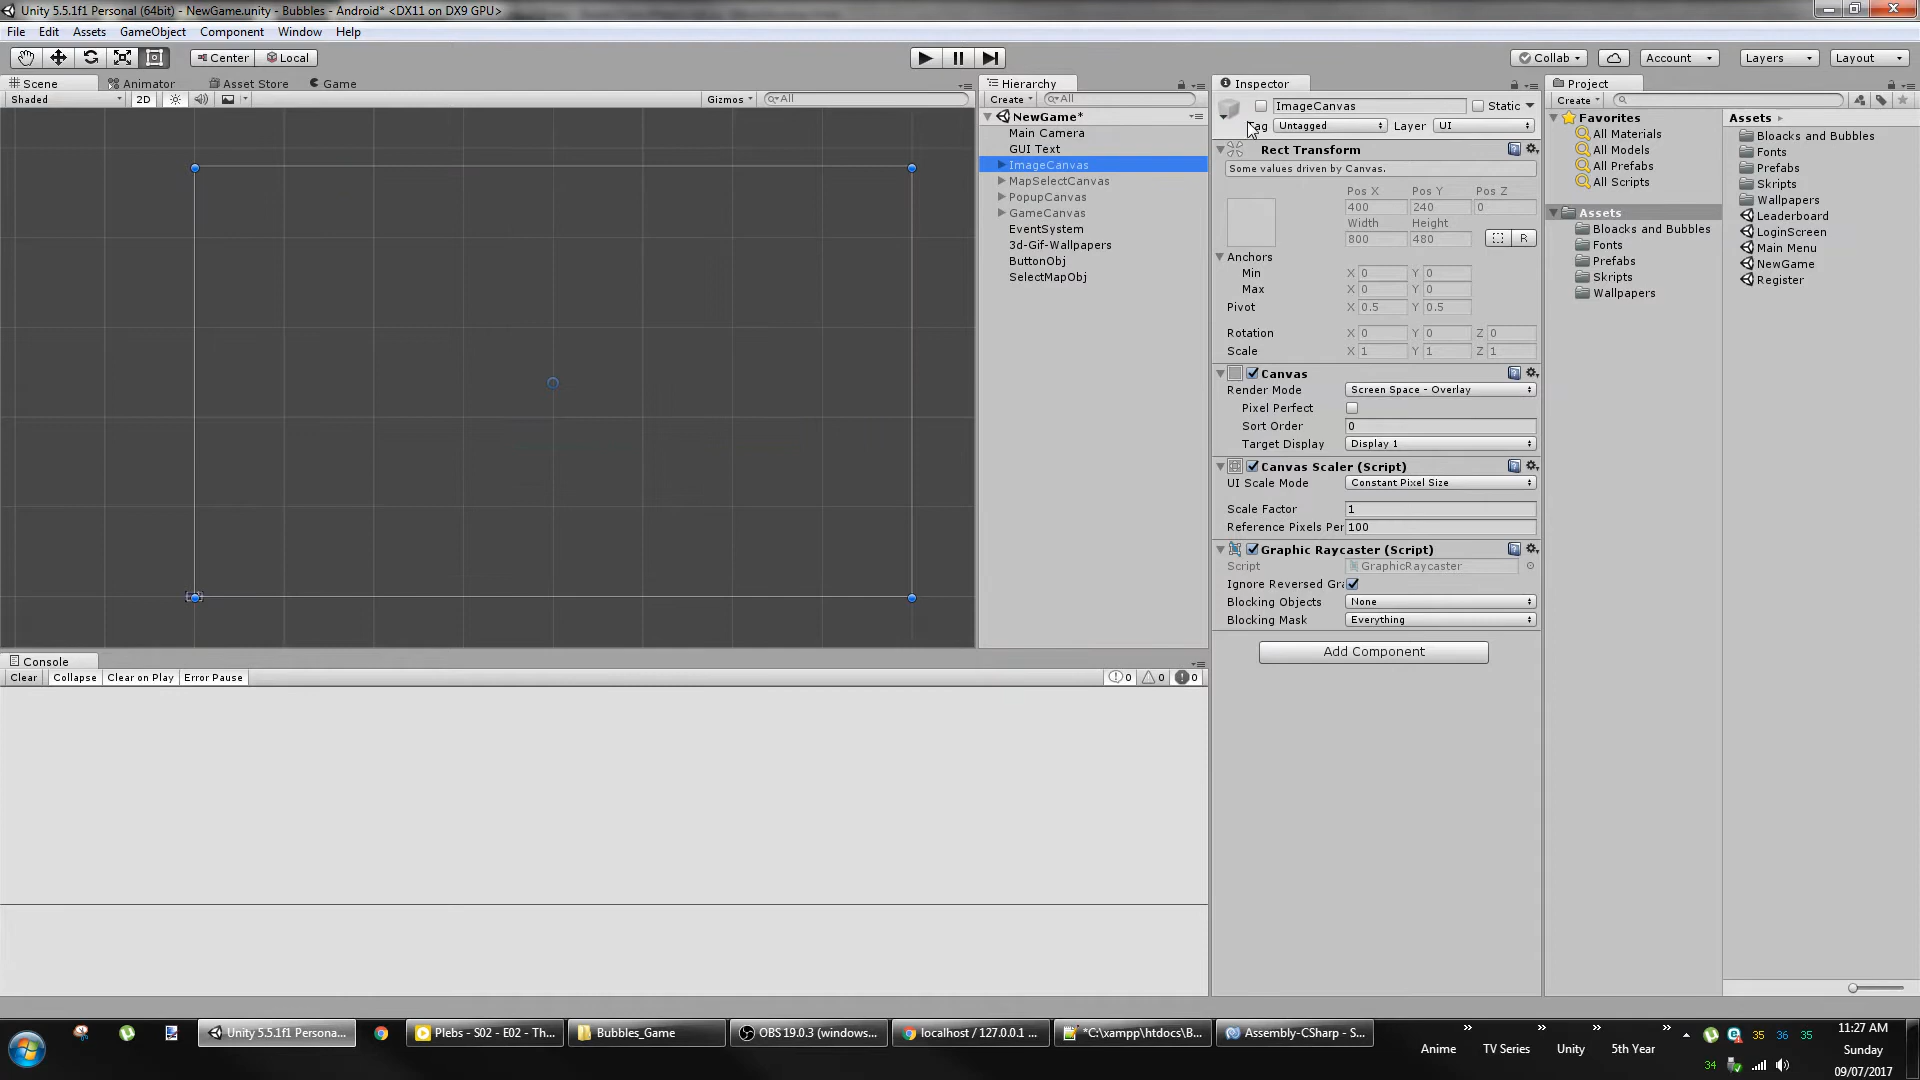 Unity 5.5.1f1 Personal (64bit) - NewGame.unity - Bubbles - Android* <DX11 on DX9 GPU>
File Edit Assets GameObject Component Window Help
Center Local Collab Account Layers Layout
Scene Animator Asset Store Game
Shaded 2D Gizmos All
Hierarchy
Create All
NewGame*
Main Camera
GUI Text
ImageCanvas
MapSelectCanvas
PopupCanvas
GameCanvas
EventSystem
3d-Gif-Wallpapers
ButtonObj
SelectMapObj
Inspector
ImageCanvas Static
Tag Untagged Layer UI
Rect Transform
Some values driven by Canvas.
Pos X Pos Y Pos Z
400 240 0
Width Height
800 480 R
Anchors
Min X 0 Y 0
Max X 0 Y 0
Pivot X 0.5 Y 0.5
Rotation X 0 Y 0 Z 0
Scale X 1 Y 1 Z 1
Canvas
Render Mode Screen Space - Overlay
Pixel Perfect
Sort Order 0
Target Display Display 1
Canvas Scaler (Script)
UI Scale Mode Constant Pixel Size
Scale Factor 1
Reference Pixels Per 100
Graphic Raycaster (Script)
Script GraphicRaycaster
Ignore Reversed Gra
Blocking Objects None
Blocking Mask Everything
Add Component
Project
Create
Favorites
All Materials
All Models
All Prefabs
All Scripts
Assets
Bloacks and Bubbles
Fonts
Prefabs
Skripts
Wallpapers
Assets
Bloacks and Bubbles
Fonts
Prefabs
Skripts
Wallpapers
Leaderboard
LoginScreen
Main Menu
NewGame
Register
Console
Clear Collapse Clear on Play Error Pause 0 0 0
Unity 5.5.1f1 Persona... Plebs - S02 - E02 - Th... Bubbles_Game OBS 19.0.3 (windows... localhost / 127.0.0.1 ... *C:\xampp\htdocs\B... Assembly-CSharp - S...
Anime TV Series Unity 5th Year
35 36 35
34
11:27 AM
Sunday
09/07/2017